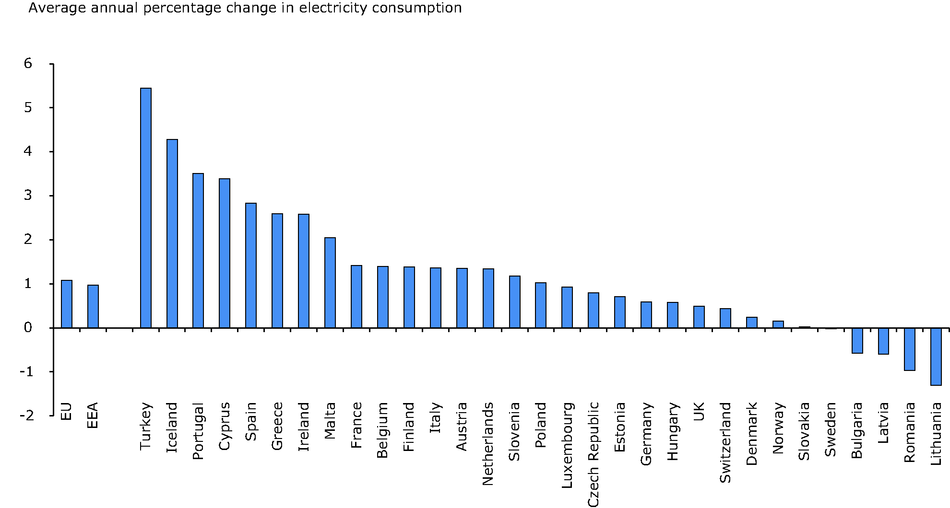 Average annual percentage change in electricity consumption
6
5
4
3
2
1
0
-1
-2
EU
EEA
Turkey
Iceland
Portugal
Cyprus
Spain
Greece
Ireland
Malta
France
Belgium
Finland
Italy
Austria
Netherlands
Slovenia
Poland
Luxembourg
Czech Republic
Estonia
Germany
Hungary
UK
Switzerland
Denmark
Norway
Slovakia
Sweden
Bulgaria
Latvia
Romania
Lithuania